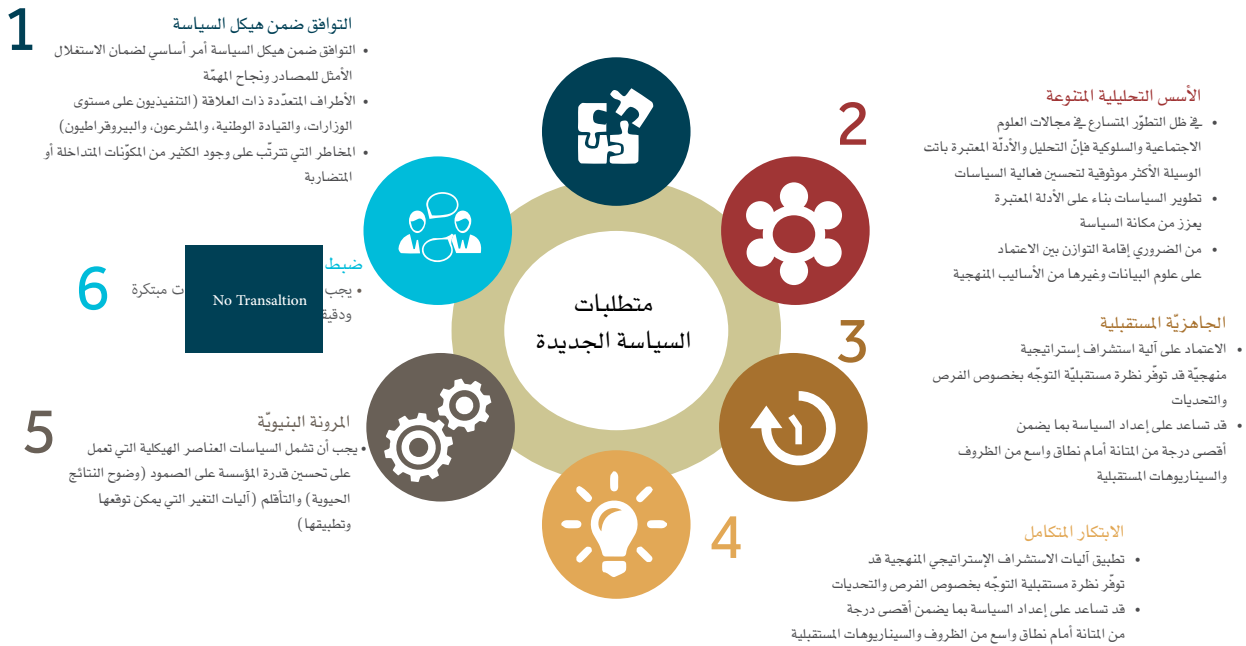 1
التوافق ضمن هيكل السياسة
• التوافق ضمن هيكل السياسة أمر أساسي لضمان الاستغلال
الأمثل للمصادر ونجاح المهمّة
• الأطراف المتعدّدة ذات العلاقة (التنفيذيون على مستوى
الوزارات، والقيادة الوطنية، والمشرعون، والبيروقراطيون)
• المخاطر التي تترتّب على وجود الكثير من المكوّنات المتداخلة أو
المتضاربة
2
الأسس التحليلية المتنوعة
• في ظل التطوّر المتسارع في مجالات العلوم
الاجتماعية والسلوكية فإنّ التحليل والأدلّة المعتبرة باتت
الوسيلة الأكثر موثوقية لتحسين فعالية السياسات
• تطوير السياسات بناء على الأدلة المعتبرة
يعزز من مكانة السياسة
• من الضروري إقامة التوازن بين الاعتماد
على علوم البيانات وغيرها من الأساليب المنهجية
3
الجاهزيّة المستقبلية
• الاعتماد على آلية استشراف إستراتيجية
منهجيّة قد توفّر نظرة مستقبليّة التوجّه بخصوص الفرص
والتحديات
• قد تساعد على إعداد السياسة بما يضمن
أقصى درجة من المتانة أمام نطاق واسع من الظروف
والسيناريوهات المستقبلية
4
الابتكار المتكامل
• تطبيق آليات الاستشراف الإستراتيجي المنهجية قد
توفّر نظرة مستقبلية التوجّه بخصوص الفرص والتحديات
• قد تساعد على إعداد السياسة بما يضمن أقصى درجة
من المتانة أمام نطاق واسع من الظروف والسيناريوهات المستقبلية
5
المرونة البنيويّة
• يجب أن تشمل السياسات العناصر الهيكلية التي تعمل
على تحسين قدرة المؤسسة على الصمود (وضوح النتائج
الحيوية) والتأقلم (آليات التغير التي يمكن توقعها
وتطبيقها)
6
ضبط
• يجب مبتكرة
No Transaltion
متطلبات
السياسة الجديدة